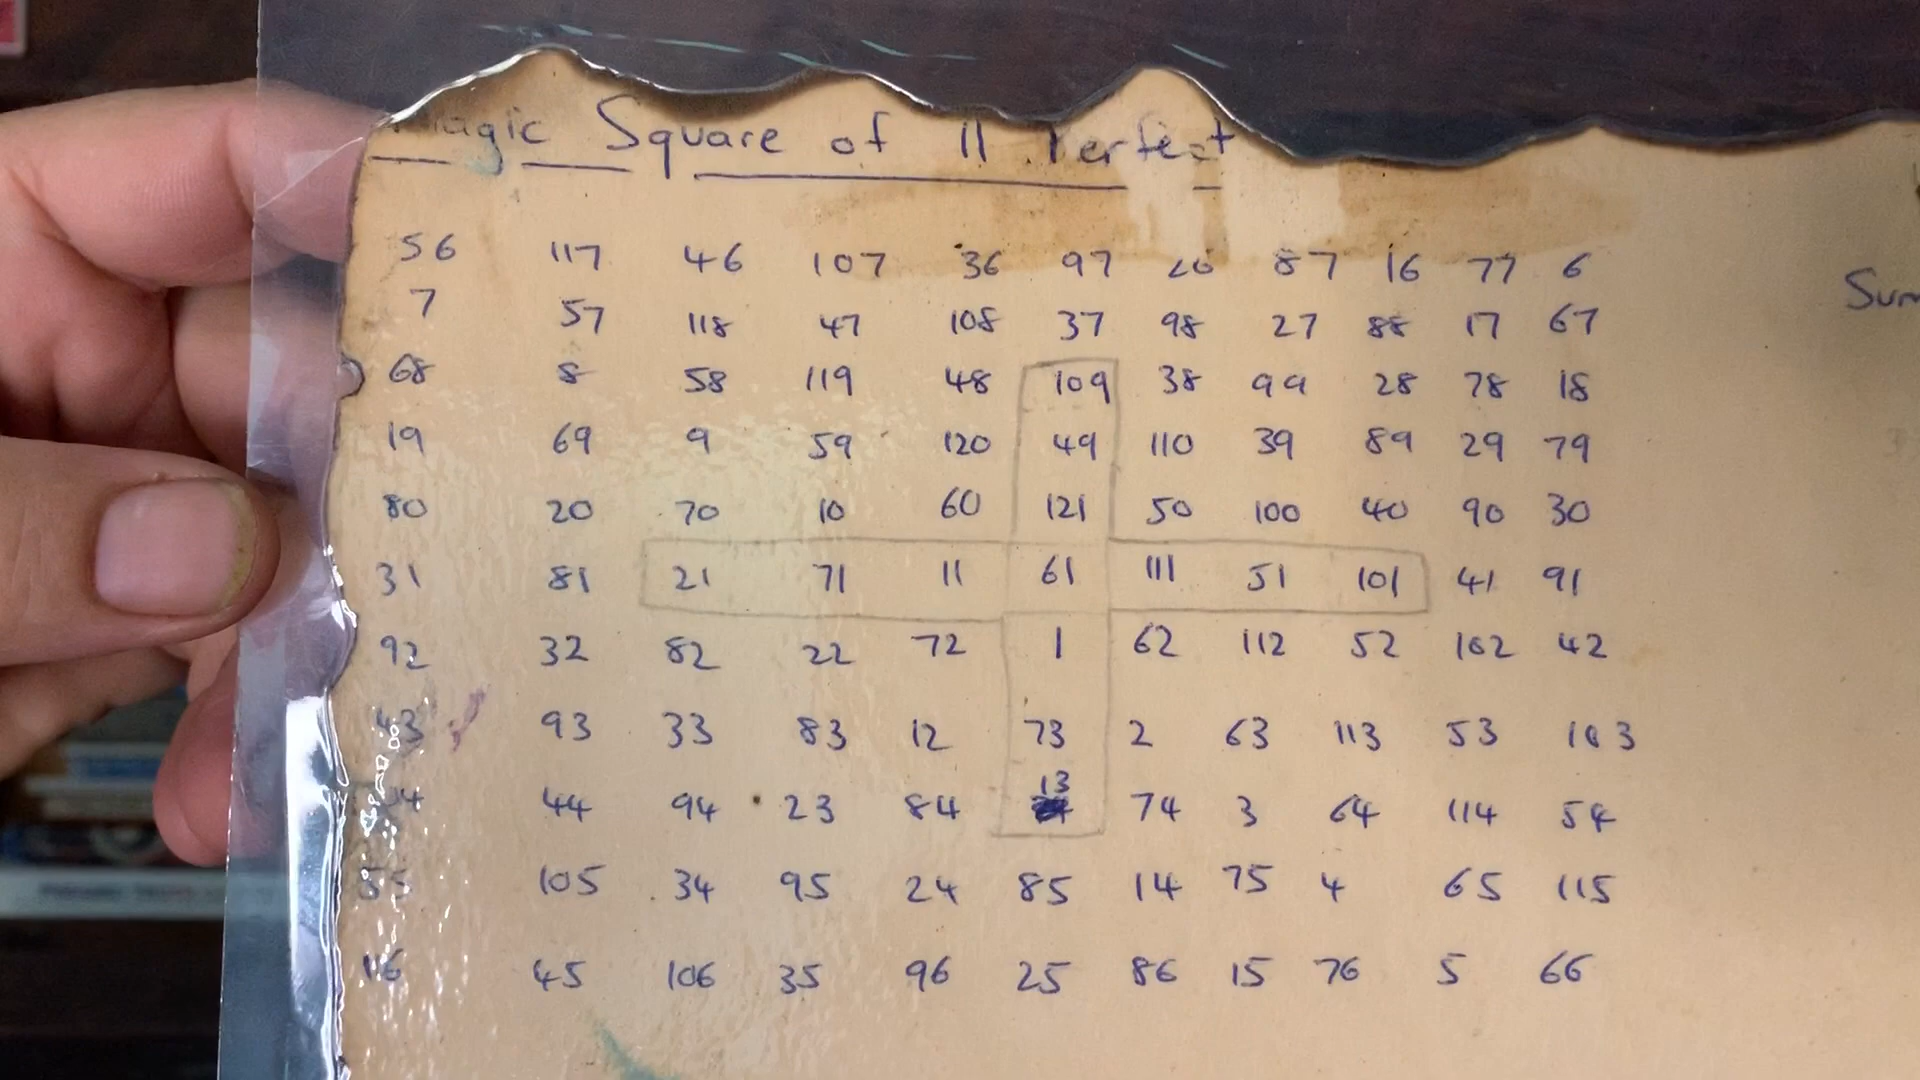 Magic Square of 11 Perfect
56 117 46 107 36 97 26 87 16 77 6
7 57 118 47 108 37 98 27 88 17 67
Sum
68 8 58 119 48 109 38 99 28 78 18
19 69 9 59 120 49 110 39 89 29 79
80 20 70 10 60 121 50 100 40 90 30
31 81 21 71 11 61 111 51 101 41 91
92 32 82 22 72 1 62 112 52 102 42
43 93 33 83 12 73 2 63 113 53 103
13
44 94 23 84 74 3 64 114 54
55 105 34 95 24 85 14 75 4 65 115
116 45 106 35 96 25 86 15 76 5 66